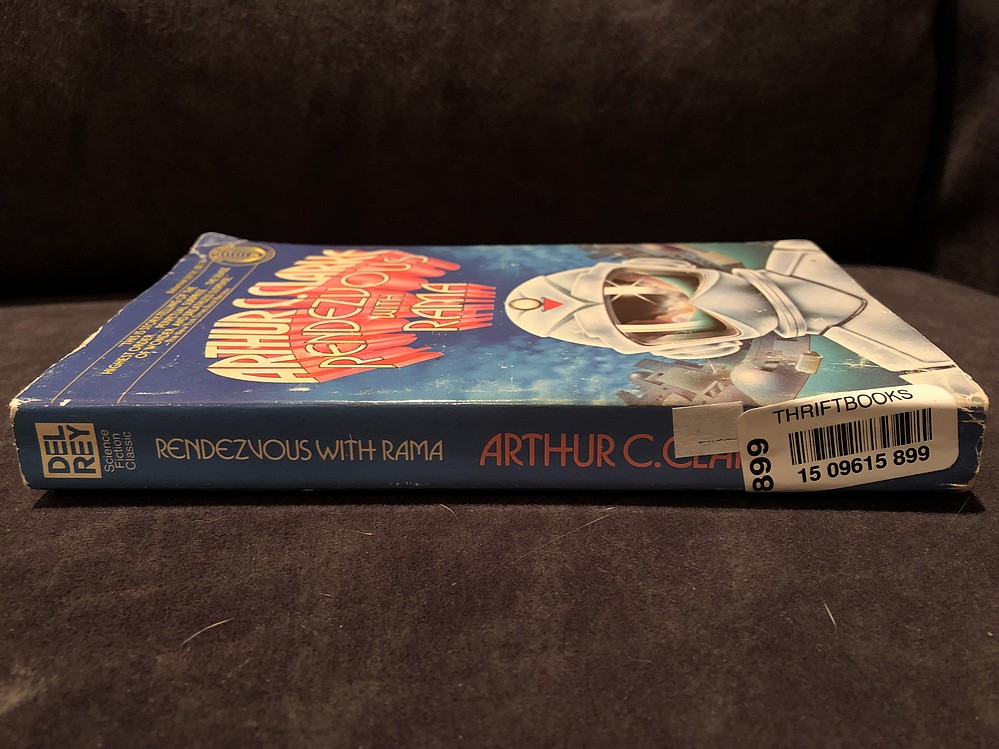 ARTHUR C. CLARKE
RENDEZVOUS
WITH
RAMA
DEL
REY
Science
Fiction
Classic
RENDEZVOUS WITH RAMA
ARTHUR C. CLA
899
THRIFTBOOKS
15 09615 899